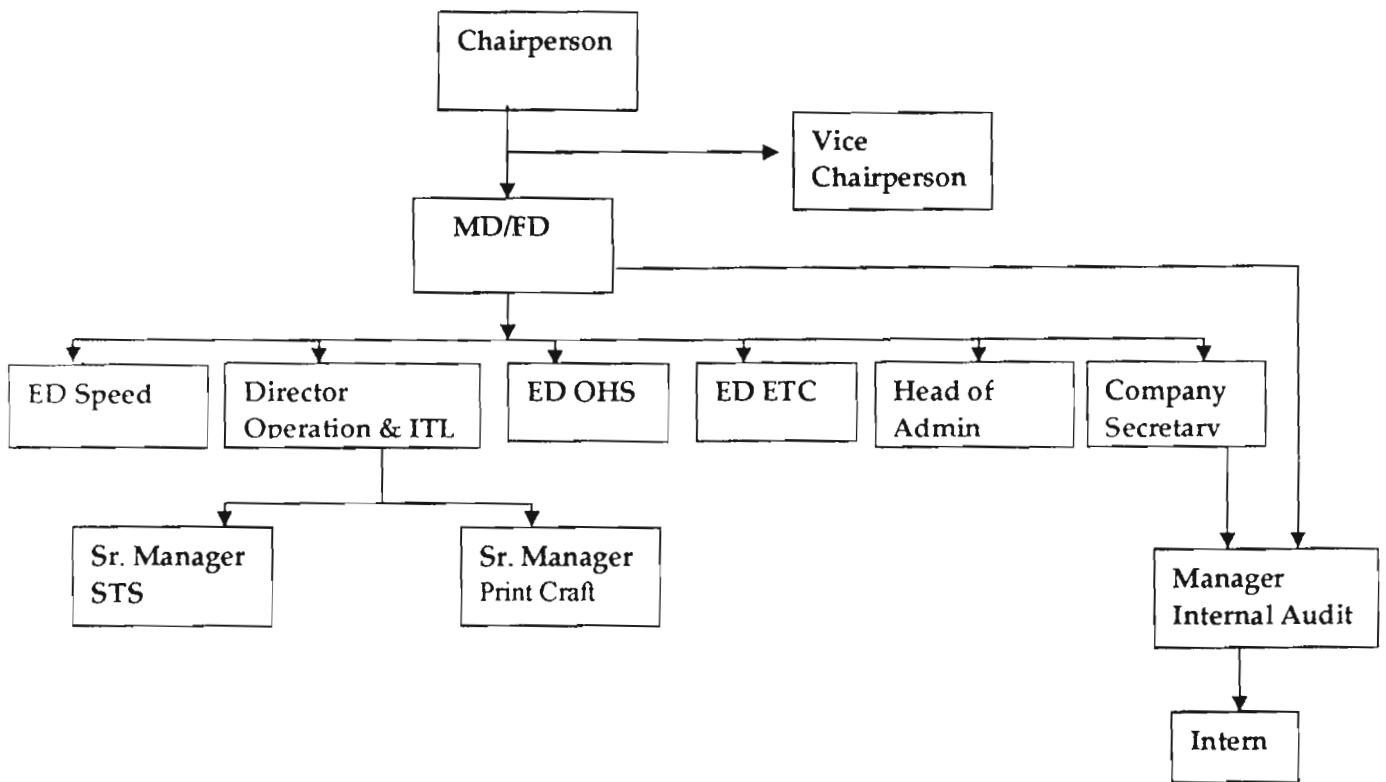 Chairperson
Vice
Chairperson
MD/FD
ED Speed
Director
Operation & ITL
ED OHS
ED ETC
Head of
Admin
Company
Secretary
Sr. Manager
STS
Sr. Manager
Print Craft
Manager
Internal Audit
Intern